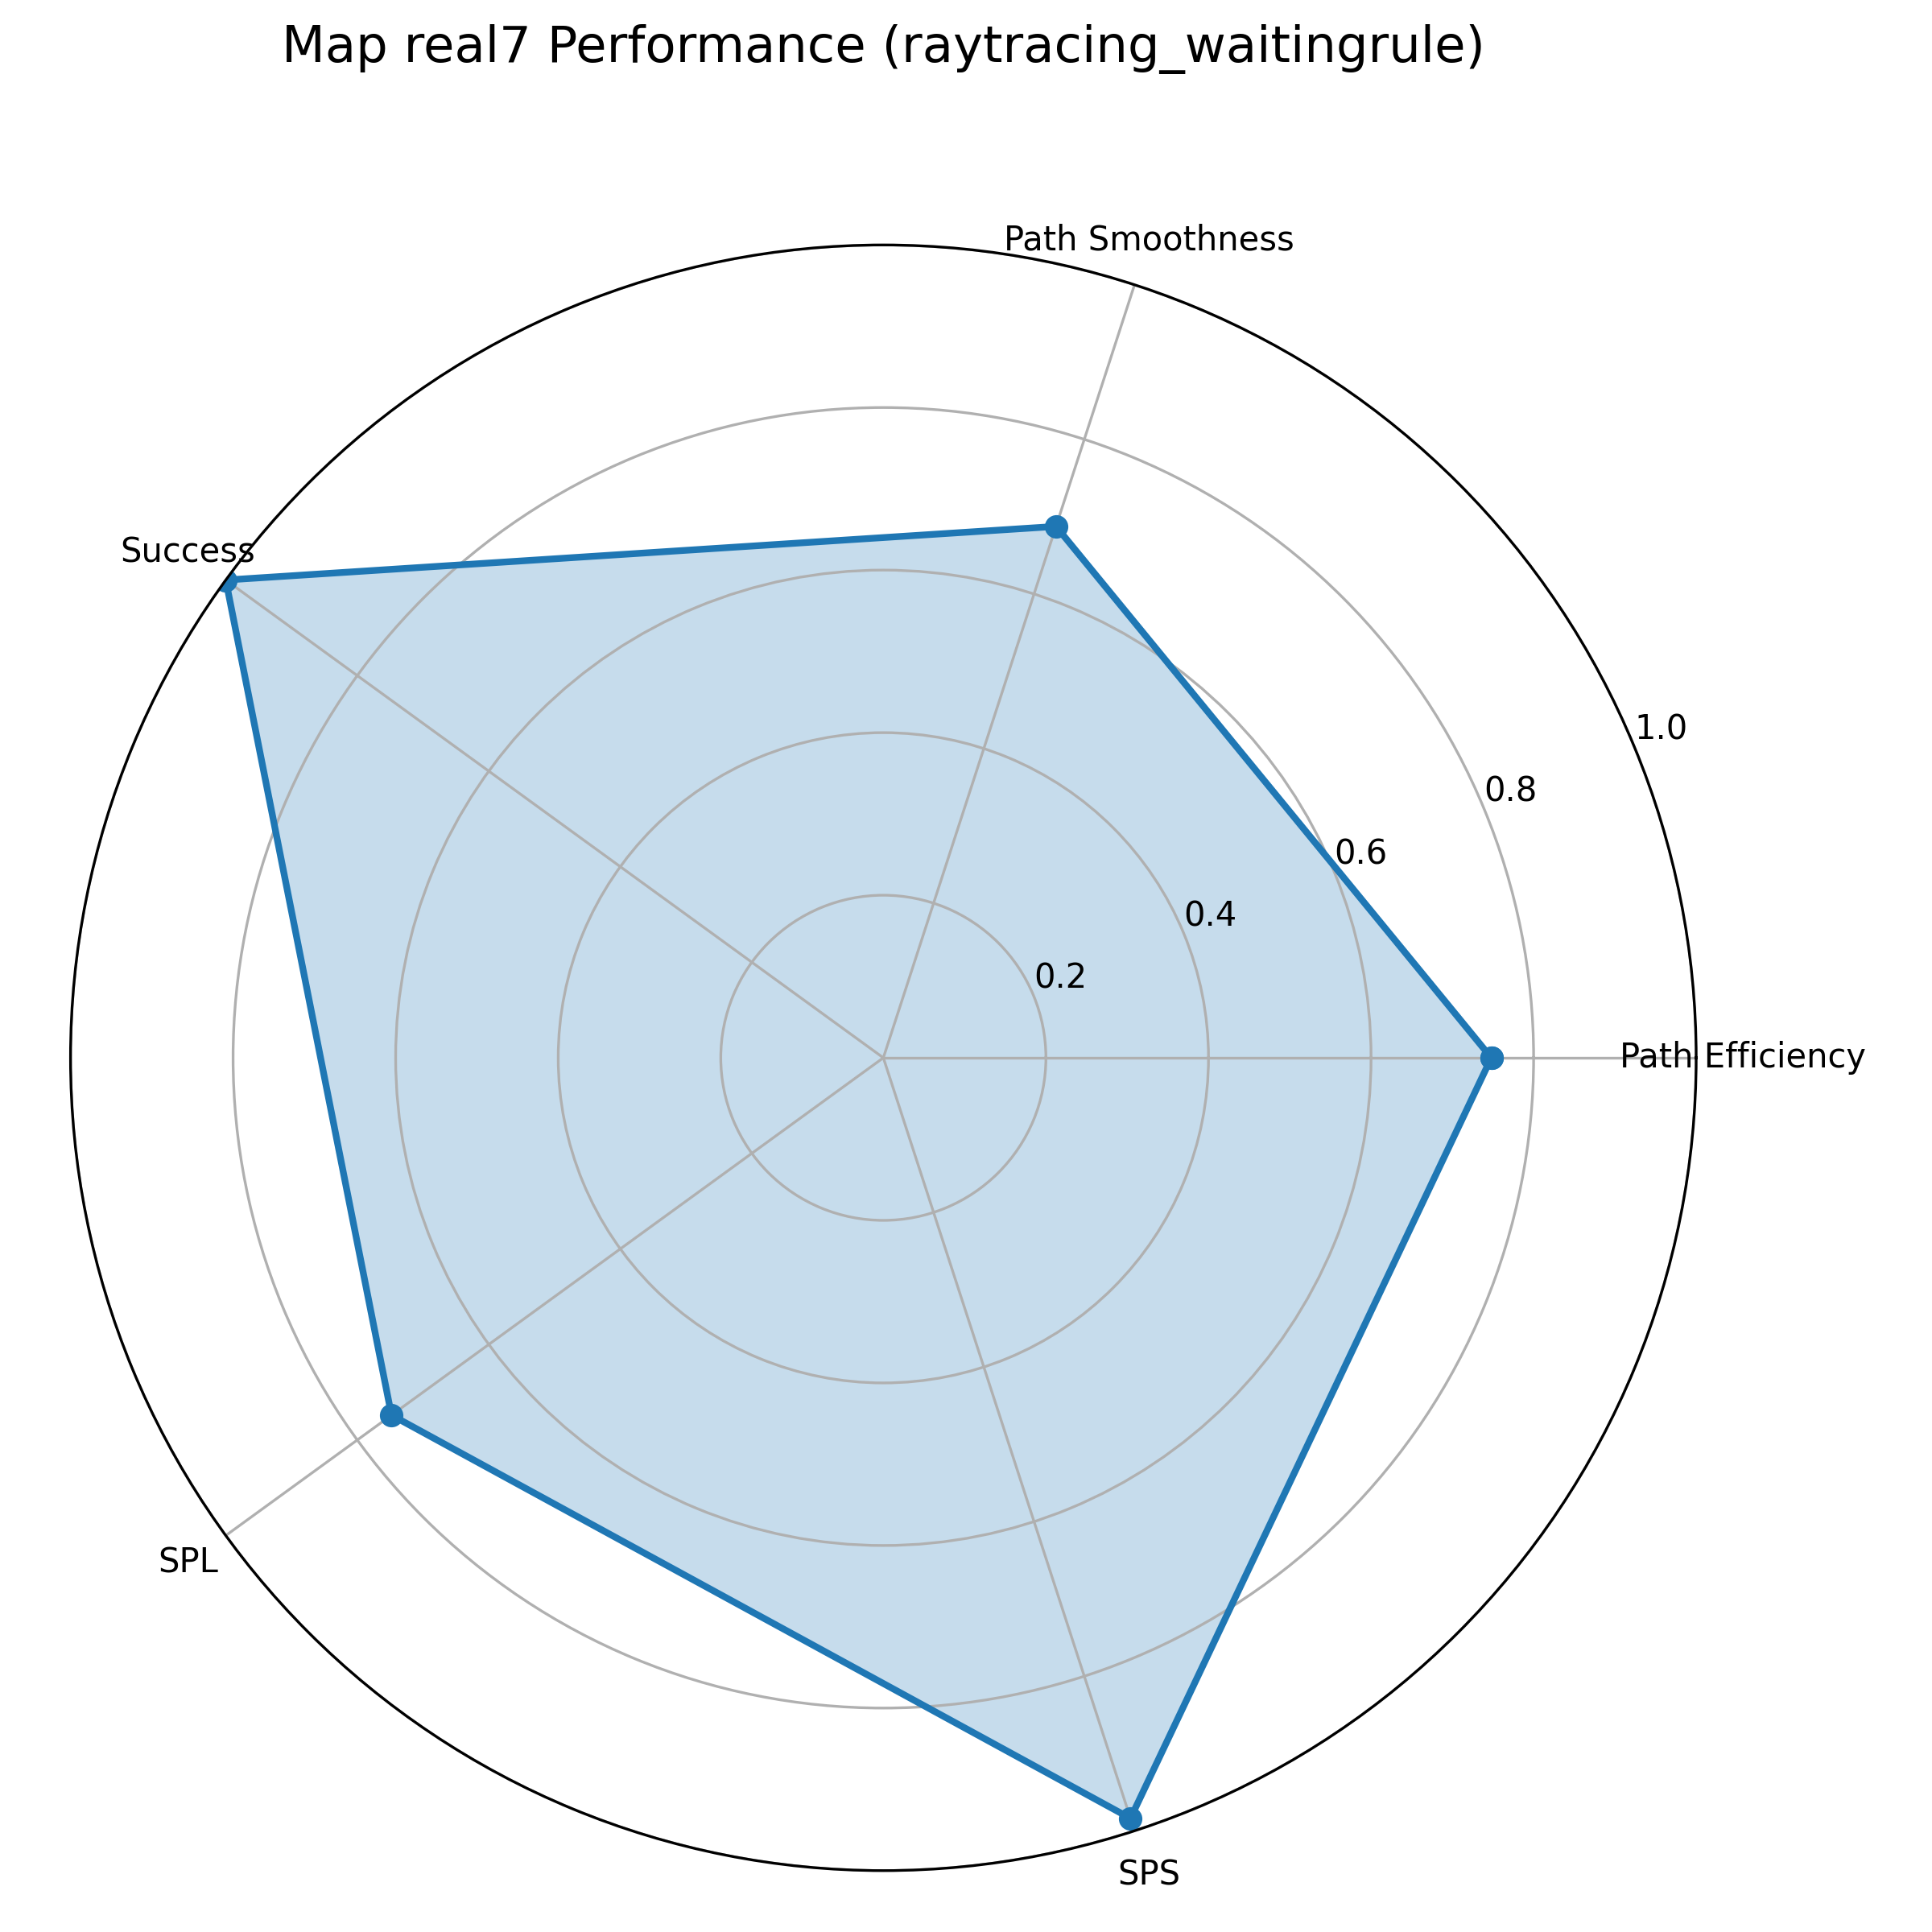 Map real7 Performance (raytracing_waitingrule)
Path Smoothness
Success
1.0
0.8
0.6
0.4
0.2
Path Efficiency
SPL
SPS